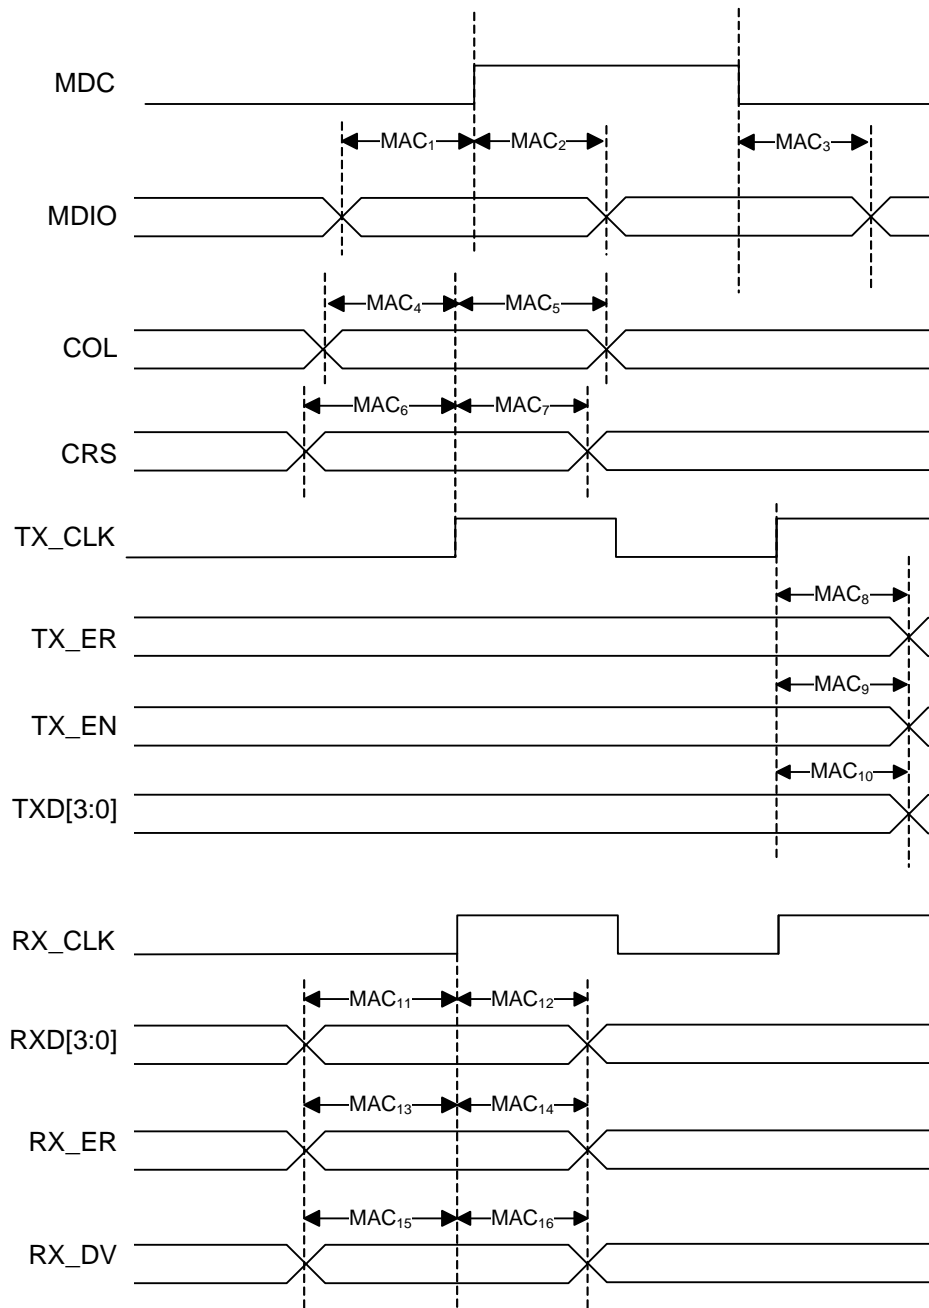 MDC
MAC₁ MAC₂ MAC₃
MDIO
MAC₄ MAC₅
COL
MAC₆ MAC₇
CRS
TX_CLK
MAC₈
TX_ER
MAC₉
TX_EN
MAC₁₀
TXD[3:0]
RX_CLK
MAC₁₁ MAC₁₂
RXD[3:0]
MAC₁₃ MAC₁₄
RX_ER
MAC₁₅ MAC₁₆
RX_DV